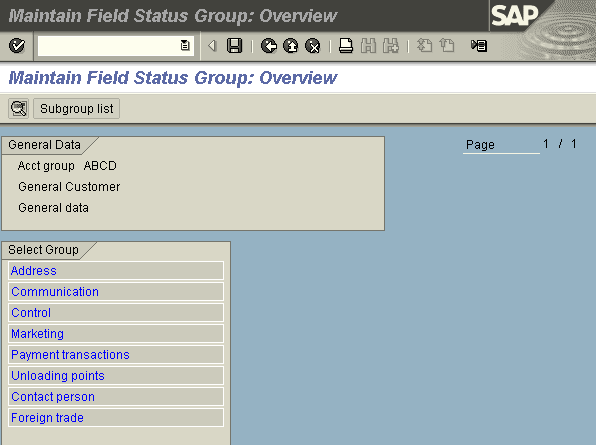 Maintain Field Status Group: Overview
SAP
Maintain Field Status Group: Overview
Subgroup list
General Data
Page 1 / 1
Acct group ABCD
General Customer
General data
Select Group
Address
Communication
Control
Marketing
Payment transactions
Unloading points
Contact person
Foreign trade